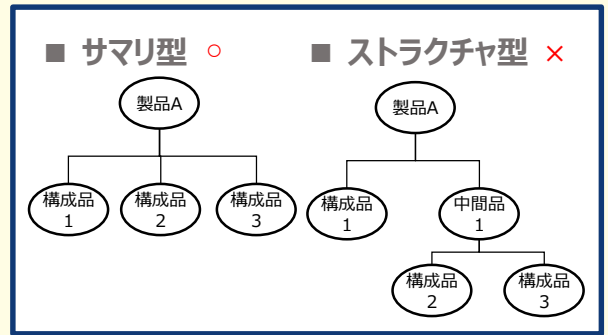 ■ サマリ型 ○
製品A
構成品
1
構成品
2
構成品
3
■ ストラクチャ型 ×
製品A
構成品
1
中間品
1
構成品
2
構成品
3